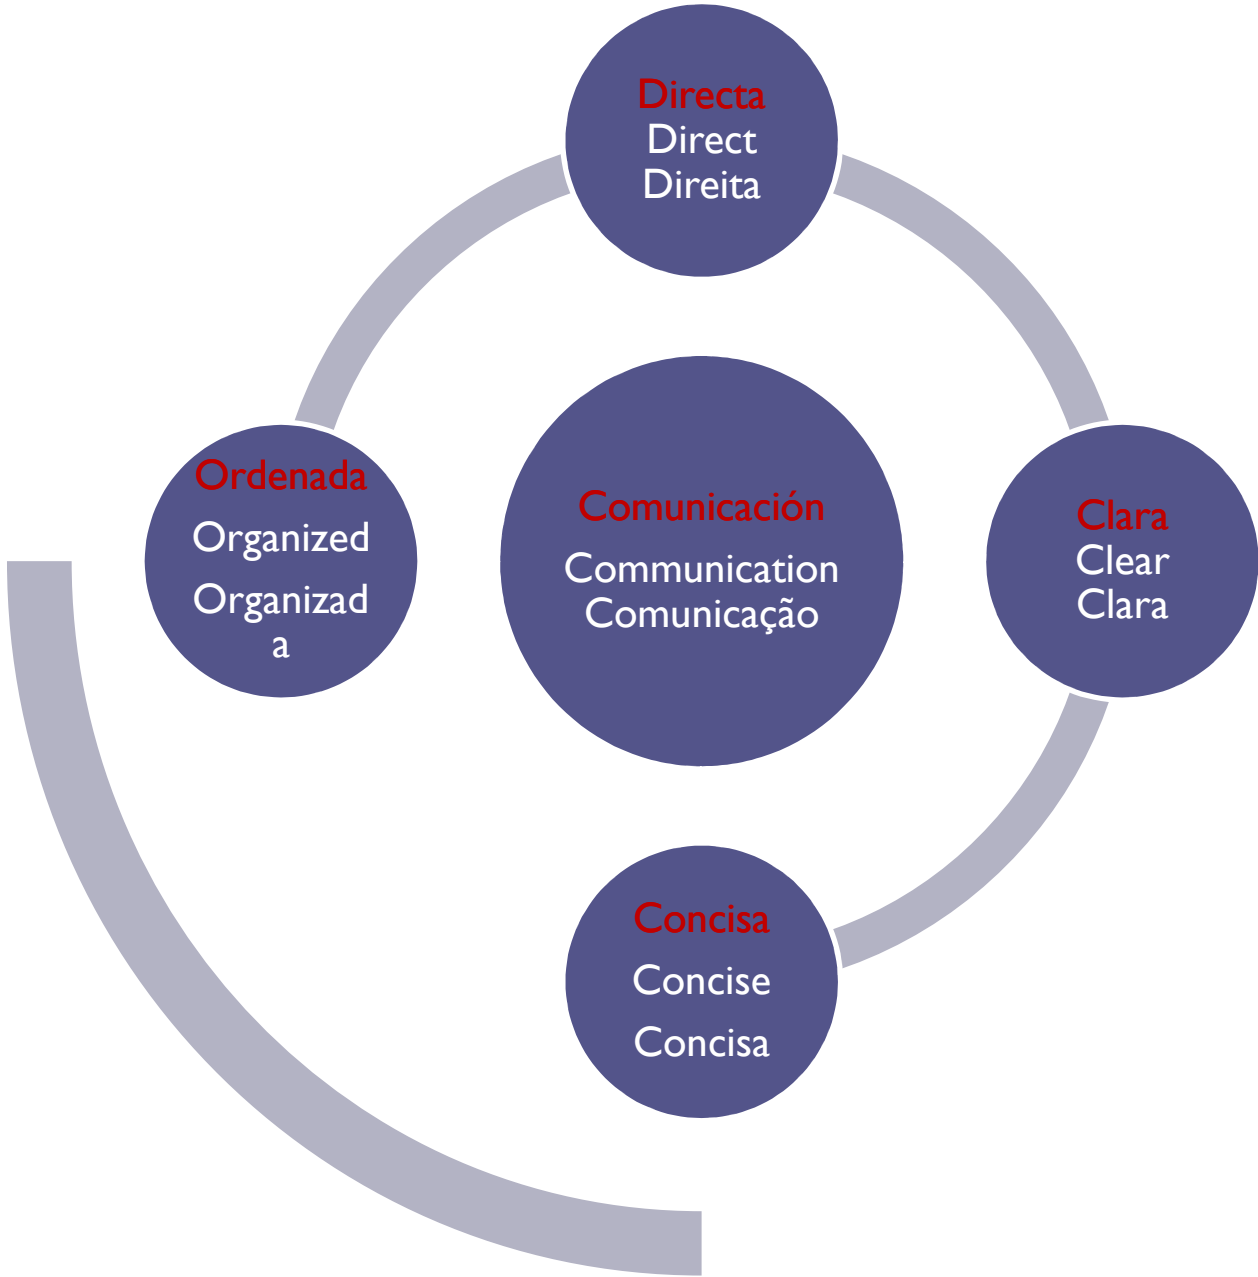 Directa
Direct
Direita
Ordenada
Organized
Organizad
a
Comunicación
Communication
Comunicação
Clara
Clear
Clara
Concisa
Concise
Concisa